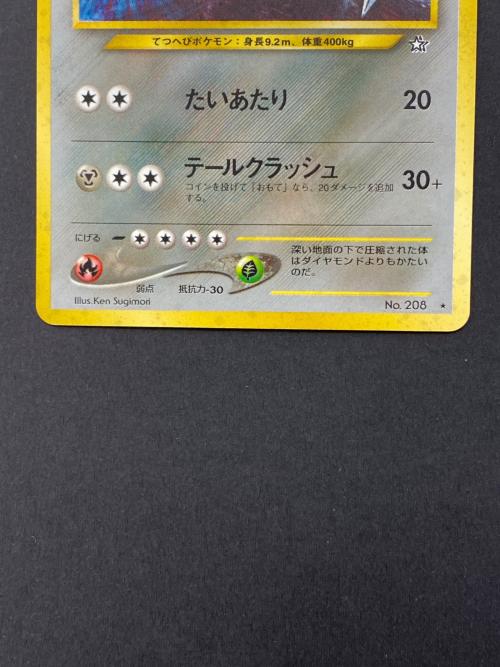 てつへびポケモン：身長9.2m、体重400kg
たいあたり 20
テールクラッシュ 30+
コインを投げて「おもて」なら、20ダメージを追加
する。
にげる
深い地面の下で圧縮された体
はダイヤモンドよりもかたい
のだ。
弱点 抵抗力-30
Illus.Ken Sugimori
No. 208 ★